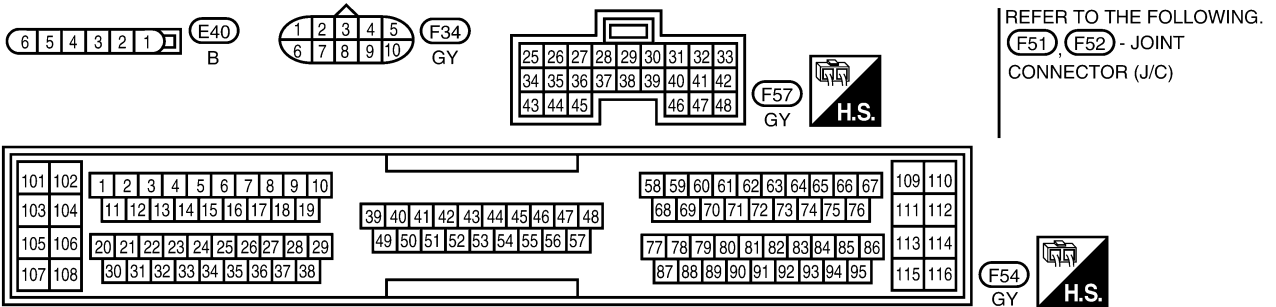 6 5 4 3 2 1
E40
B
1 2 3 4 5
6 7 8 9 10
F34
GY
25 26 27 28 29 30 31 32 33
34 35 36 37 38 39 40 41 42
43 44 45 46 47 48
F57
GY
H.S.
REFER TO THE FOLLOWING.
F51, F52 - JOINT
CONNECTOR (J/C)
101 102
103 104
105 106
107 108
1 2 3 4 5 6 7 8 9 10
11 12 13 14 15 16 17 18 19
20 21 22 23 24 25 26 27 28 29
30 31 32 33 34 35 36 37 38
39 40 41 42 43 44 45 46 47 48
49 50 51 52 53 54 55 56 57
58 59 60 61 62 63 64 65 66 67
68 69 70 71 72 73 74 75 76
77 78 79 80 81 82 83 84 85 86
87 88 89 90 91 92 93 94 95
109 110
111 112
113 114
115 116
F54
GY
H.S.